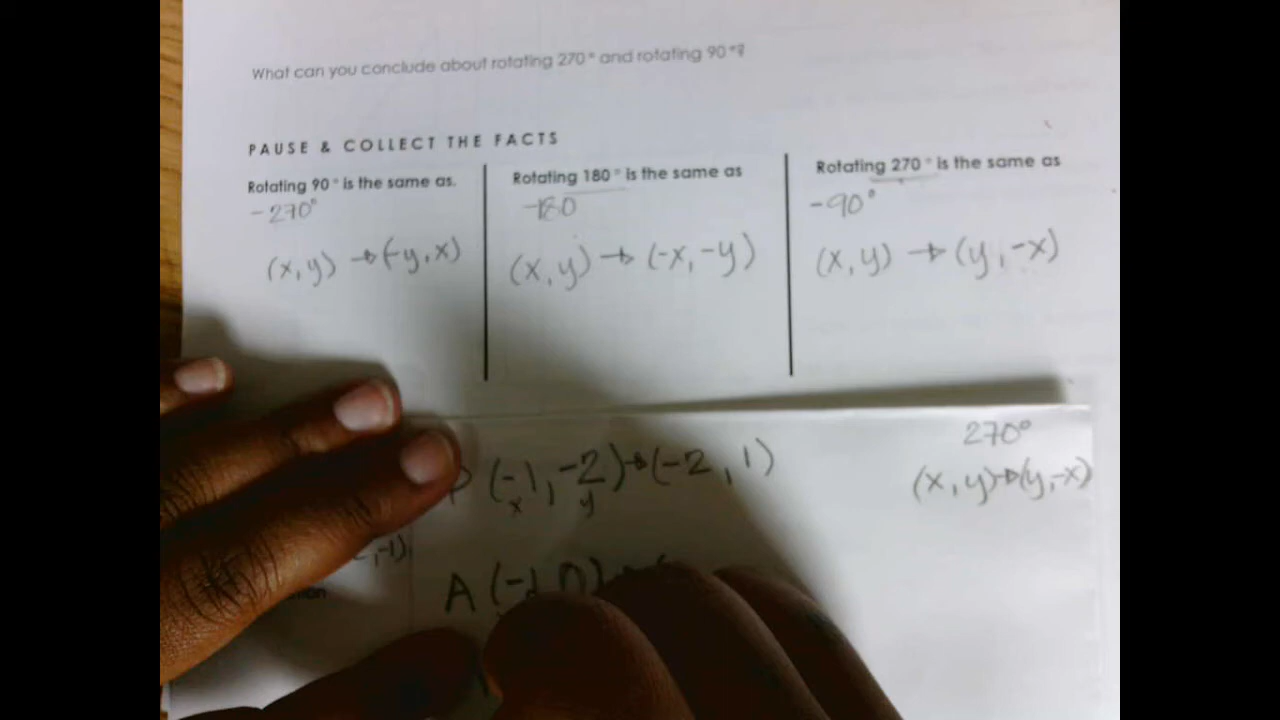 What can you conclude about rotating 270° and rotating 90°?
PAUSE & COLLECT THE FACTS
Rotating 90° is the same as.
-270°
(x,y) → (-y,x)
Rotating 180° is the same as
-180
(x,y) → (-x,-y)
Rotating 270° is the same as
-90°
(x,y) → (y,-x)
270°
(x,y)→(y,-x)
(-1,-2)→(-2,1)
x y
,-1)
A